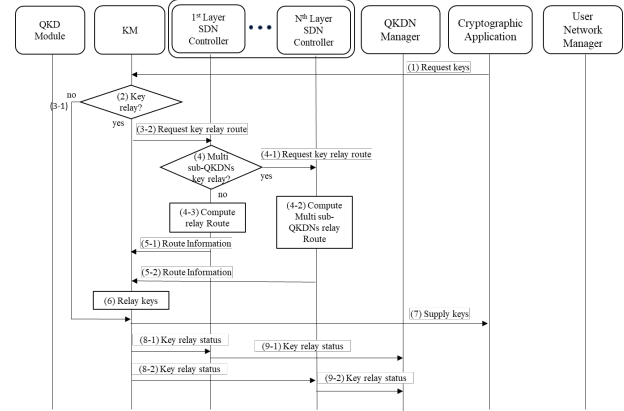 QKD
Module
KM
1st Layer
SDN
Controller
Nth Layer
SDN
Controller
QKDN
Manager
Cryptographic
Application
User
Network
Manager
(1) Request keys
no
(3-1)
(2) Key
relay?
yes
(3-2) Request key relay route
(4) Multi
sub-QKDNs
key relay?
(4-1) Request key relay route
yes
no
(4-3) Compute
relay Route
(4-2) Compute
Multi sub-
QKDNs relay
Route
(5-1) Route Information
(5-2) Route Information
(6) Relay keys
(7) Supply keys
(8-1) Key relay status
(9-1) Key relay status
(8-2) Key relay status
(9-2) Key relay status